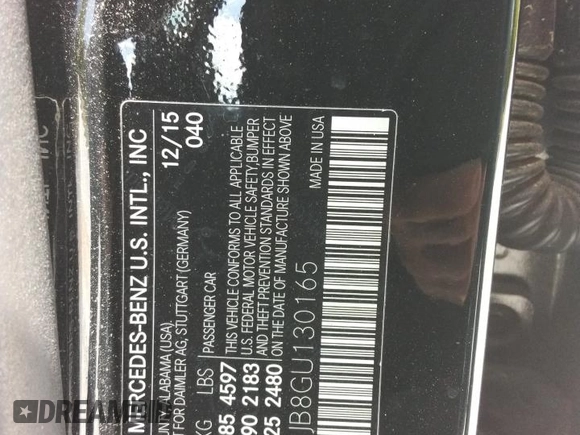 MERCEDES-BENZ U.S. INTL., INC
12/15
040
ALABAMA (USA)
T FOR DAIMLER AG, STUTTGART (GERMANY)
KG LBS PASSENGER CAR
85 4597
90 2183
25 2480
THIS VEHICLE CONFORMS TO ALL APPLICABLE
U.S. FEDERAL MOTOR VEHICLE SAFETY, BUMPER
AND THEFT PREVENTION STANDARDS IN EFFECT
ON THE DATE OF MANUFACTURE SHOWN ABOVE
MADE IN USA
JB8GU130165
DREAMBID